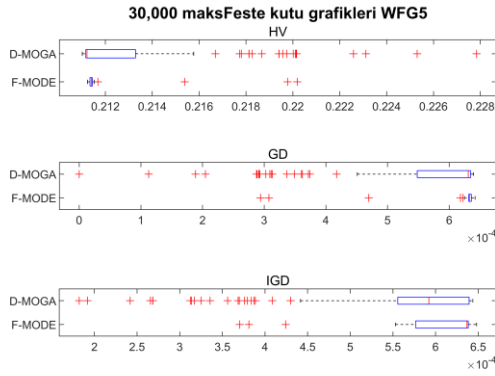 30,000 maksFeste kutu grafikleri WFG5
HV
D-MOGA
F-MODE
0.212 0.214 0.216 0.218 0.22 0.222 0.224 0.226 0.228
GD
D-MOGA
F-MODE
0 1 2 3 4 5 6
×10⁻⁴
IGD
D-MOGA
F-MODE
2 2.5 3 3.5 4 4.5 5 5.5 6 6.5
×10⁻⁴